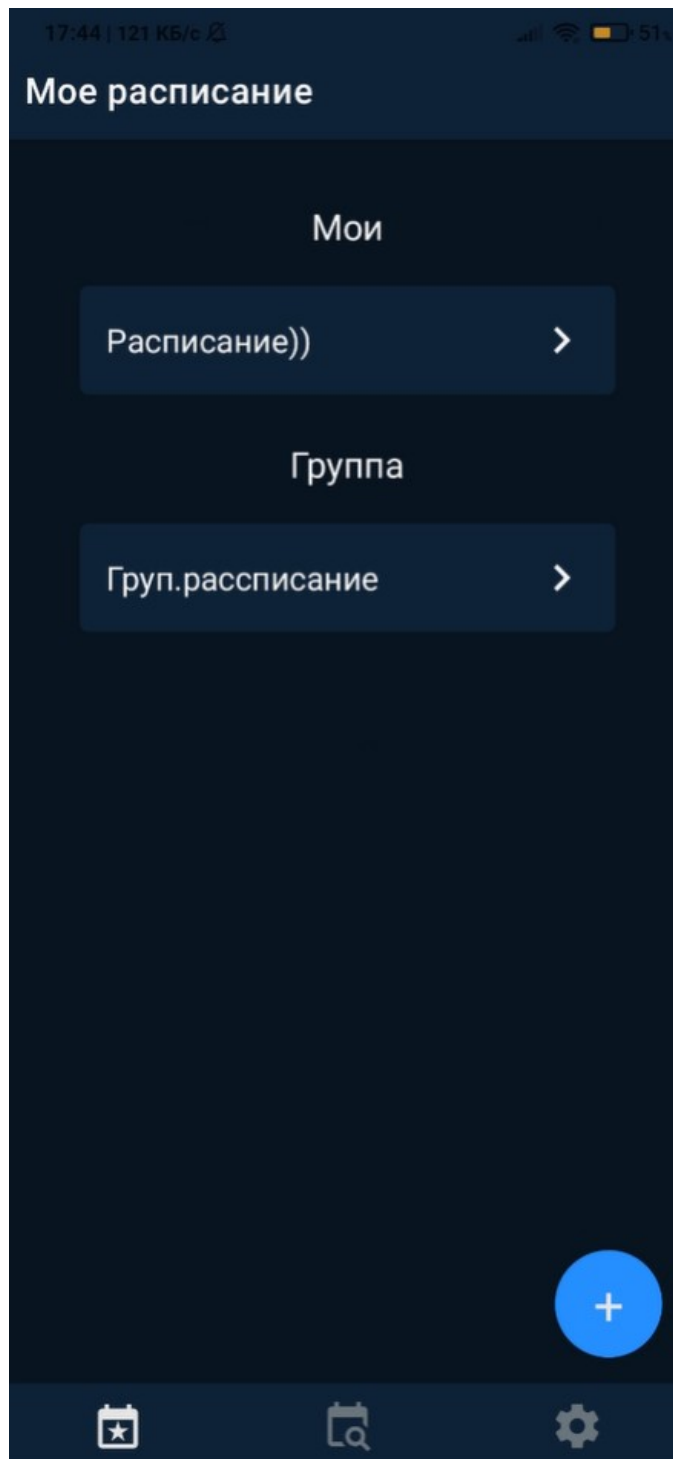 17:44 | 121 КБ/с 51%
Мое расписание
Мои
Расписание))
Группа
Груп.рассписание
+